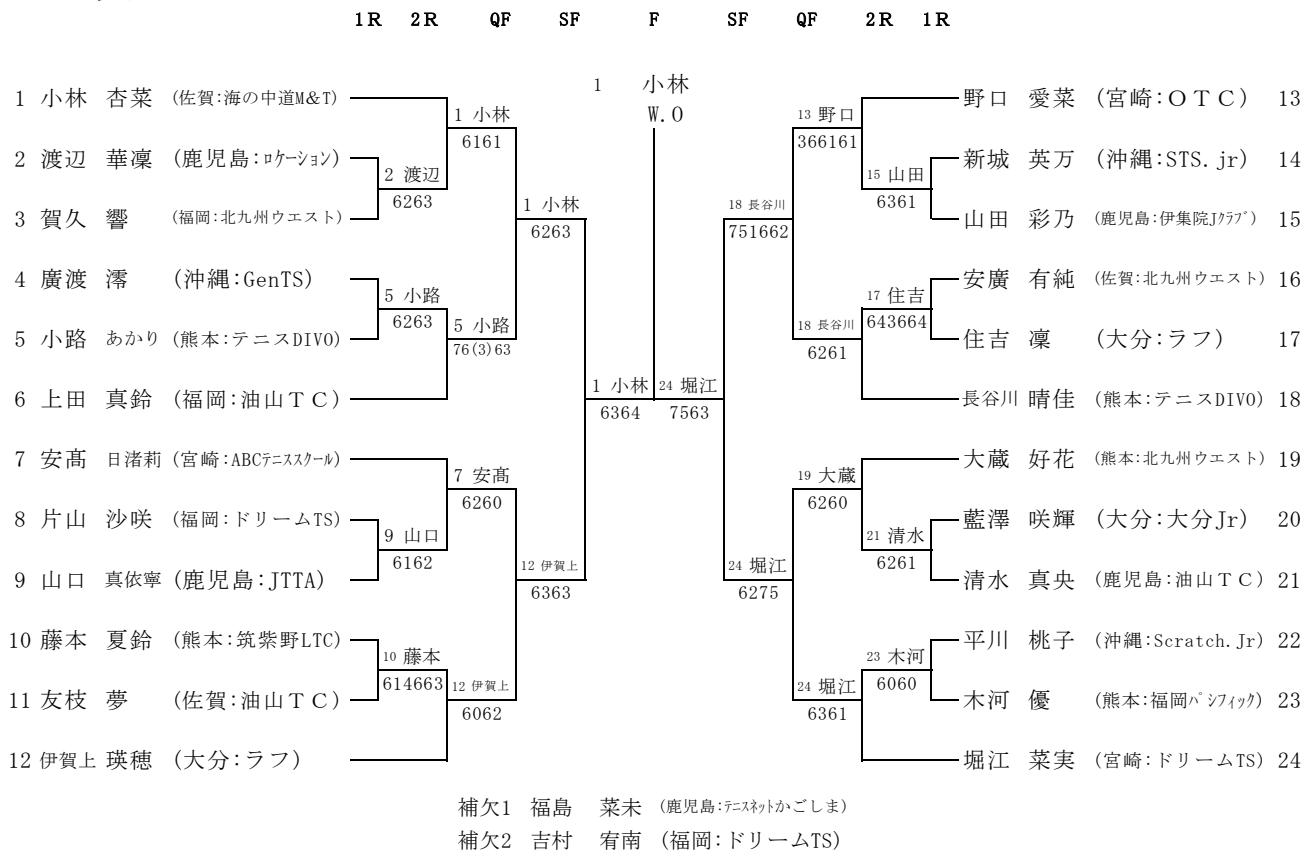 1R 2R QF SF F SF QF 2R 1R
1 小林
W.O
1 小林 杏菜 (佐賀:海の中道M&T)
野口 愛菜 (宮崎:OTC) 13
1 小林
6161
13 野口
366161
2 渡辺 華凜 (鹿児島:ロケーション)
新城 英万 (沖縄:STS.jr) 14
2 渡辺
6263
15 山田
6361
3 賀久 響 (福岡:北九州ウエスト)
山田 彩乃 (鹿児島:伊集院Jクラブ) 15
1 小林
6263
18 長谷川
751662
4 廣渡 澪 (沖縄:GenTS)
安廣 有純 (佐賀:北九州ウエスト) 16
5 小路
6263
17 住吉
643664
5 小路 あかり (熊本:テニスDIVO)
住吉 凜 (大分:ラフ) 17
5 小路
76(3)63
18 長谷川
6261
6 上田 真鈴 (福岡:油山TC)
長谷川 晴佳 (熊本:テニスDIVO) 18
1 小林
6364
24 堀江
7563
7 安髙 日渚莉 (宮崎:ABCテニススクール)
大蔵 好花 (熊本:北九州ウエスト) 19
7 安髙
6260
19 大蔵
6260
8 片山 沙咲 (福岡:ドリームTS)
藍澤 咲輝 (大分:大分Jr) 20
9 山口
6162
21 清水
6261
9 山口 真依寧 (鹿児島:JTTA)
清水 真央 (鹿児島:油山TC) 21
12 伊賀上
6363
24 堀江
6275
10 藤本 夏鈴 (熊本:筑紫野LTC)
平川 桃子 (沖縄:Scratch.Jr) 22
10 藤本
614663
23 木河
6060
11 友枝 夢 (佐賀:油山TC)
木河 優 (熊本:福岡パシフィック) 23
12 伊賀上
6062
24 堀江
6361
12 伊賀上 瑛穂 (大分:ラフ)
堀江 菜実 (宮崎:ドリームTS) 24
補欠1 福島 菜未 (鹿児島:テニスネットかごしま)
補欠2 吉村 宥南 (福岡:ドリームTS)